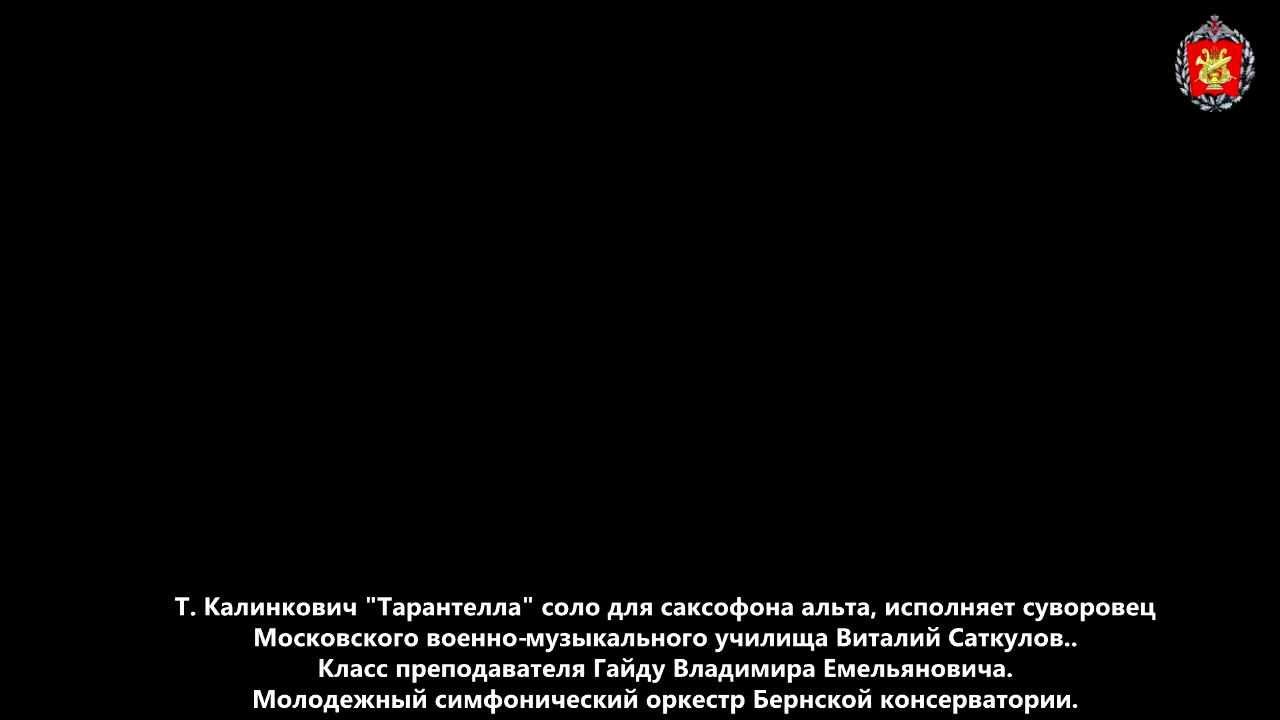 Т. Калинкович "Тарантелла" соло для саксофона альта, исполняет суворовец
Московского военно-музыкального училища Виталий Саткулов..
Класс преподавателя Гайду Владимира Емельяновича.
Молодежный симфонический оркестр Бернской консерватории.